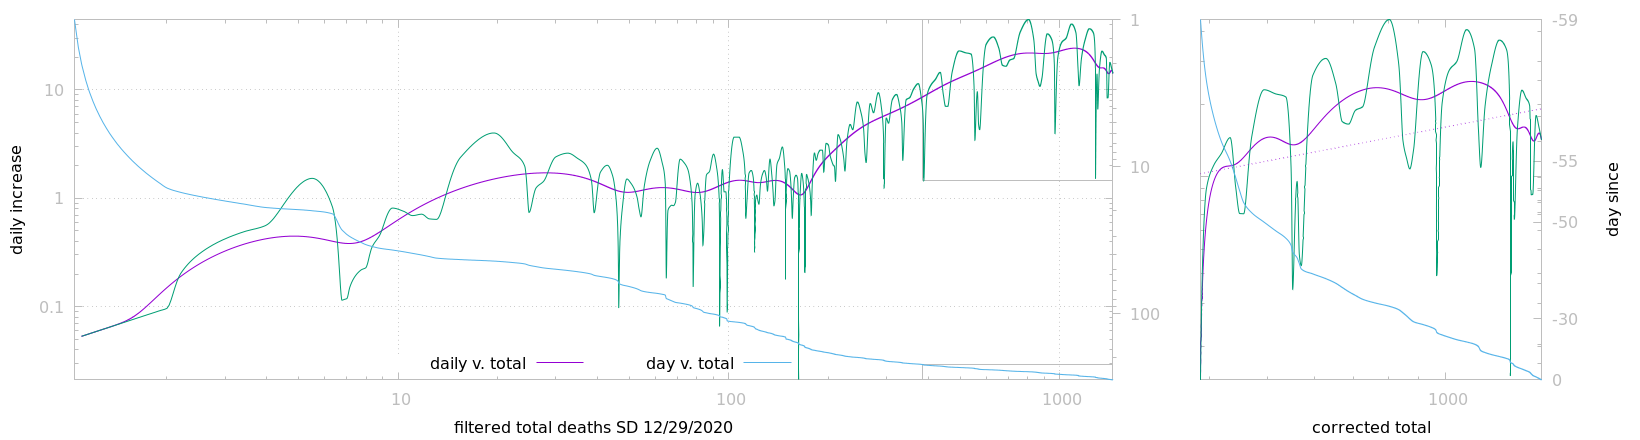 1
-59
10
daily increase
1
10
-55
-50
day since
0.1
100
-30
daily v. total
day v. total
0
10
100
1000
1000
filtered total deaths SD 12/29/2020
corrected total